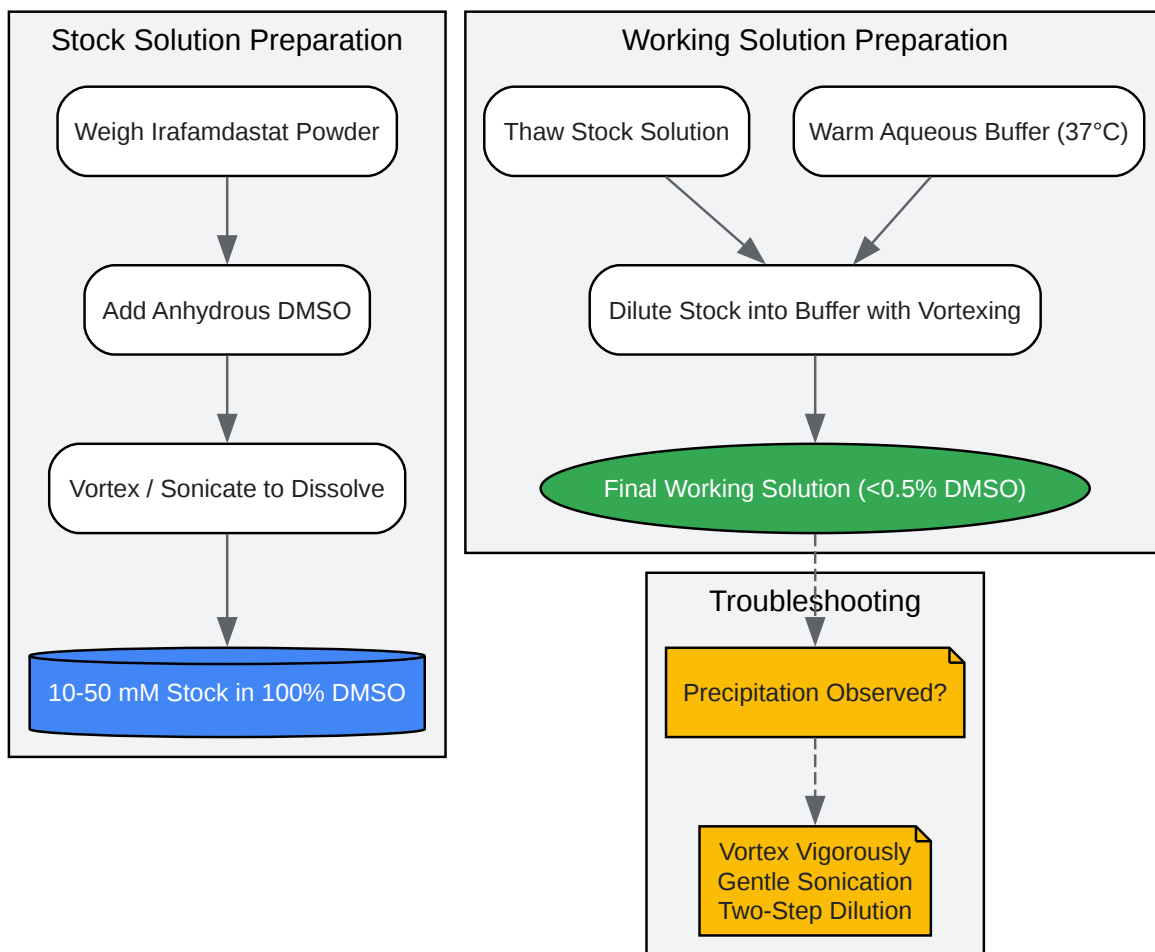 Stock Solution Preparation
Weigh Irafamdastat Powder
Add Anhydrous DMSO
Vortex / Sonicate to Dissolve
10-50 mM Stock in 100% DMSO
Working Solution Preparation
Thaw Stock Solution
Warm Aqueous Buffer (37°C)
Dilute Stock into Buffer with Vortexing
Final Working Solution (<0.5% DMSO)
Troubleshooting
Precipitation Observed?
Vortex Vigorously
Gentle Sonication
Two-Step Dilution